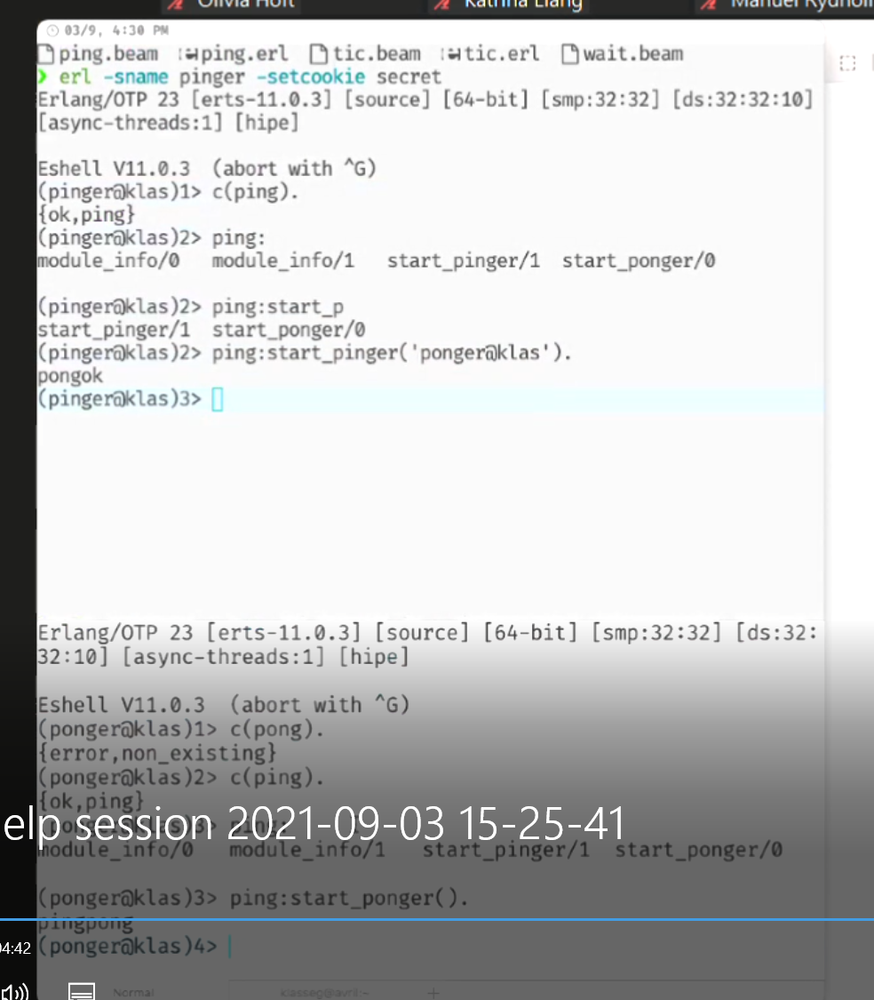 Olivia Holt Katrina Liang Manuel
03/9, 4:30 PM
ping.beam ping.erl tic.beam tic.erl wait.beam
❯ erl -sname pinger -setcookie secret
Erlang/OTP 23 [erts-11.0.3] [source] [64-bit] [smp:32:32] [ds:32:32:10]
[async-threads:1] [hipe]
Eshell V11.0.3 (abort with ^G)
(pinger@klas)1> c(ping).
{ok,ping}
(pinger@klas)2> ping:
module_info/0 module_info/1 start_pinger/1 start_ponger/0
(pinger@klas)2> ping:start_p
start_pinger/1 start_ponger/0
(pinger@klas)2> ping:start_pinger('ponger@klas').
pongok
(pinger@klas)3>
Erlang/OTP 23 [erts-11.0.3] [source] [64-bit] [smp:32:32] [ds:32:
32:10] [async-threads:1] [hipe]
Eshell V11.0.3 (abort with ^G)
(ponger@klas)1> c(pong).
{error,non_existing}
(ponger@klas)2> c(ping).
{ok,ping}
elp session 2021-09-03 15-25-41
module_info/0 module_info/1 start_pinger/1 start_ponger/0
(ponger@klas)3> ping:start_ponger().
pingpong
04:42
(ponger@klas)4>
Normal klasseg@avril:~ +